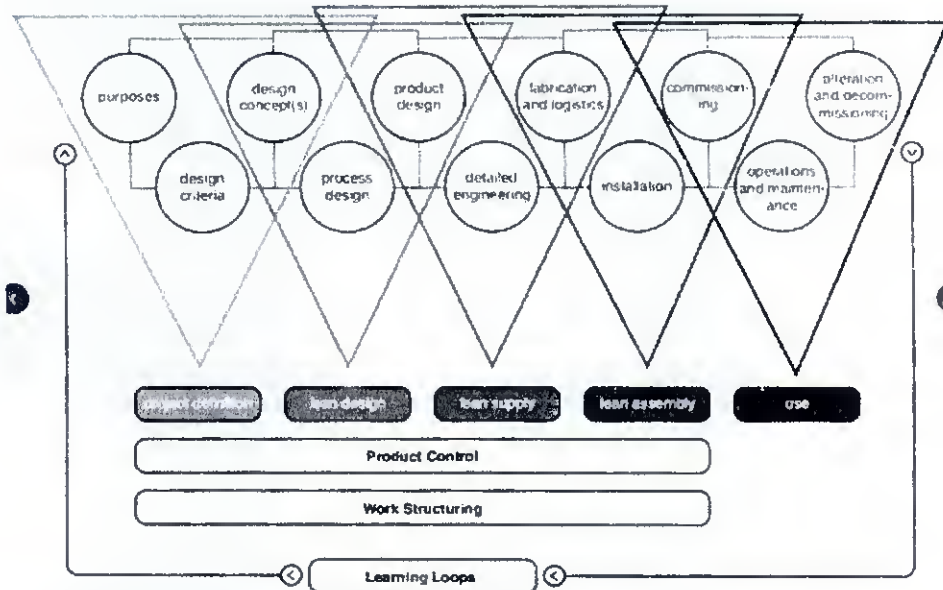 purposes
design
concept(s)
product
design
fabrication
and logistics
commission-
ing
alteration
and decom-
missioning
design
criteria
process
design
detailed
engineering
installation
operations
and mainten-
ance
project definition
lean design
lean supply
lean assembly
use
Product Control
Work Structuring
Learning Loops